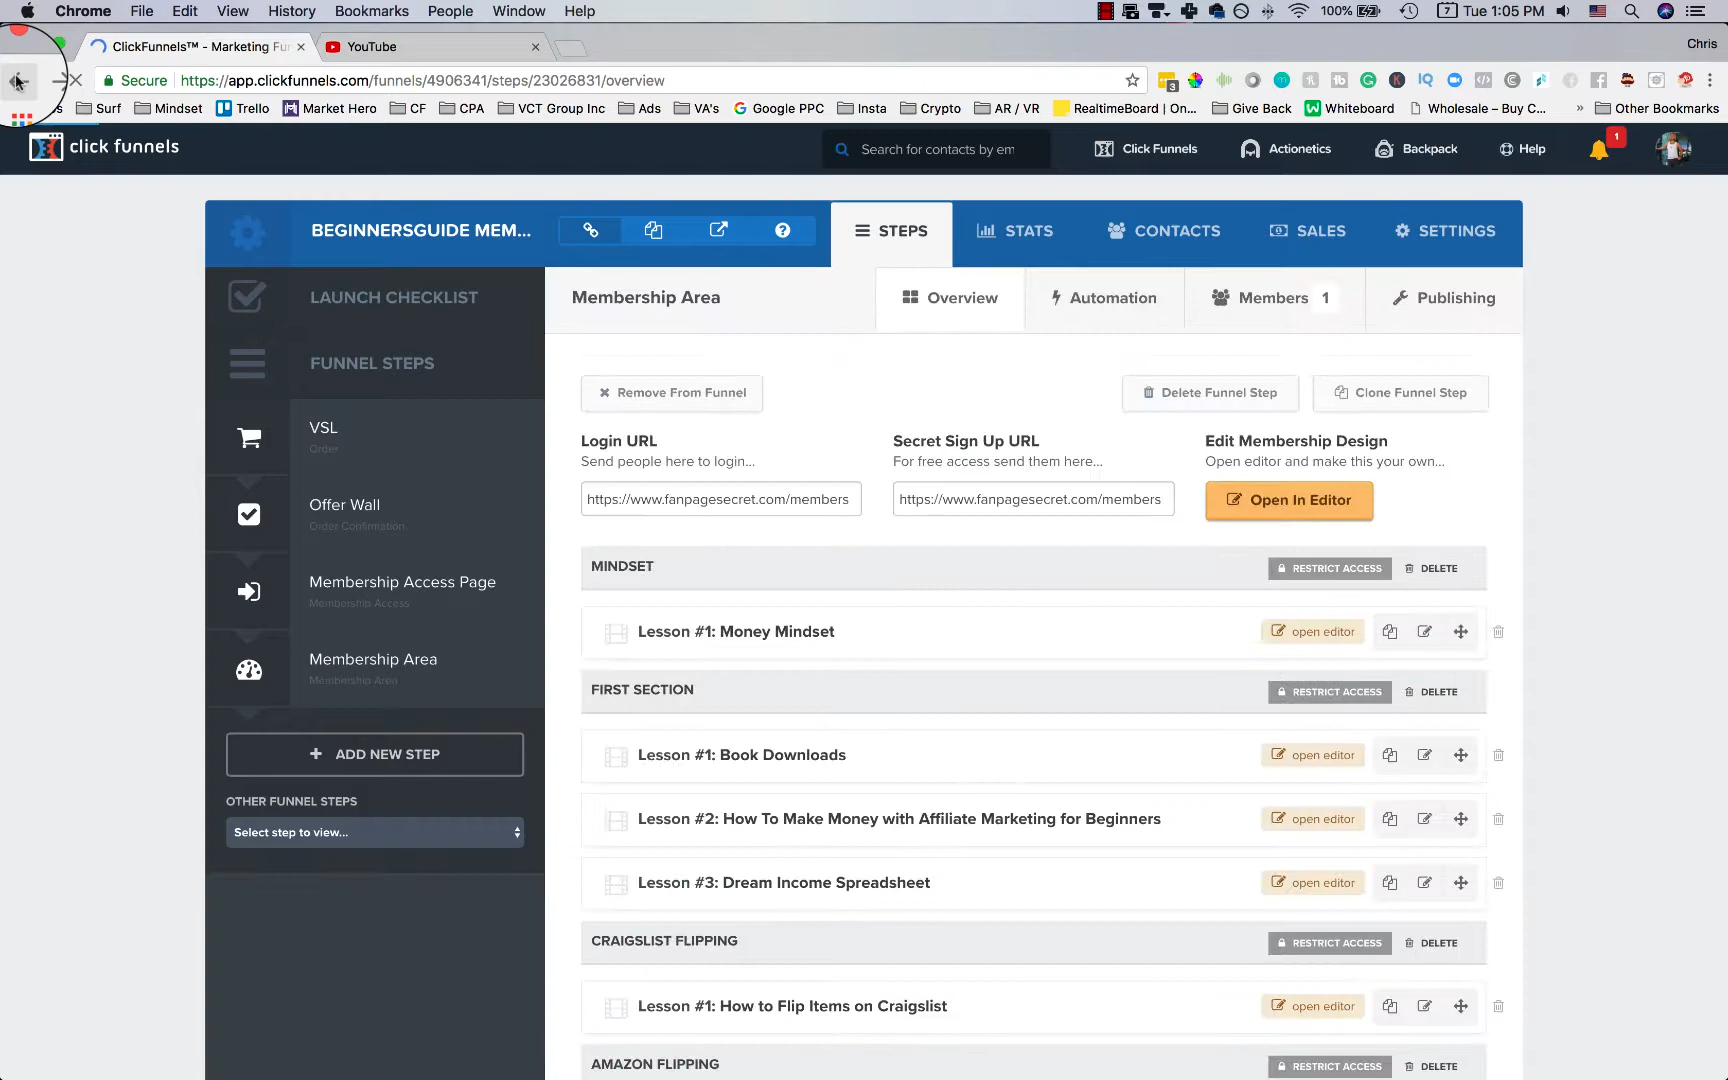 Chrome File Edit View History Bookmarks People Window Help 100% 7 Tue 1:05 PM
ClickFunnels™ - Marketing Fu YouTube Chris
Secure https://app.clickfunnels.com/funnels/4906341/steps/23026831/overview 3
Surf Mindset Trello Market Hero CF CPA VCT Group Inc Ads VA's Google PPC Insta Crypto AR / VR RealtimeBoard | On... Give Back Whiteboard Wholesale – Buy C... » Other Bookmarks
click funnels Search for contacts by em Click Funnels Actionetics Backpack Help 1
BEGINNERSGUIDE MEM... STEPS STATS CONTACTS SALES SETTINGS
LAUNCH CHECKLIST
Membership Area Overview Automation Members 1 Publishing
FUNNEL STEPS
Remove From Funnel Delete Funnel Step Clone Funnel Step
VSL
Order
Login URL Secret Sign Up URL Edit Membership Design
Send people here to login... For free access send them here... Open editor and make this your own...
Offer Wall
Order Confirmation
https://www.fanpagesecret.com/members https://www.fanpagesecret.com/members Open In Editor
Membership Access Page
Membership Access
MINDSET RESTRICT ACCESS DELETE
Lesson #1: Money Mindset open editor
Membership Area
Membership Area
FIRST SECTION RESTRICT ACCESS DELETE
+ ADD NEW STEP
Lesson #1: Book Downloads open editor
OTHER FUNNEL STEPS
Select step to view...
Lesson #2: How To Make Money with Affiliate Marketing for Beginners open editor
Lesson #3: Dream Income Spreadsheet open editor
CRAIGSLIST FLIPPING RESTRICT ACCESS DELETE
Lesson #1: How to Flip Items on Craigslist open editor
AMAZON FLIPPING RESTRICT ACCESS DELETE